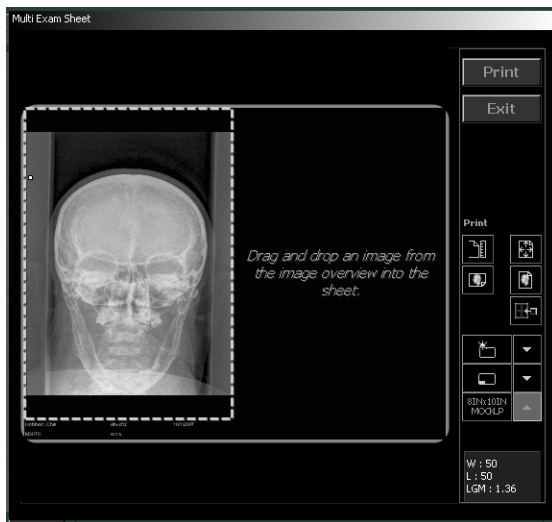 Multi Exam Sheet
Print
Exit
Drag and drop an image from
the image overview into the
sheet.
Print
8INx10IN
MOCKUP
W : 50
L : 50
LGM : 1.36